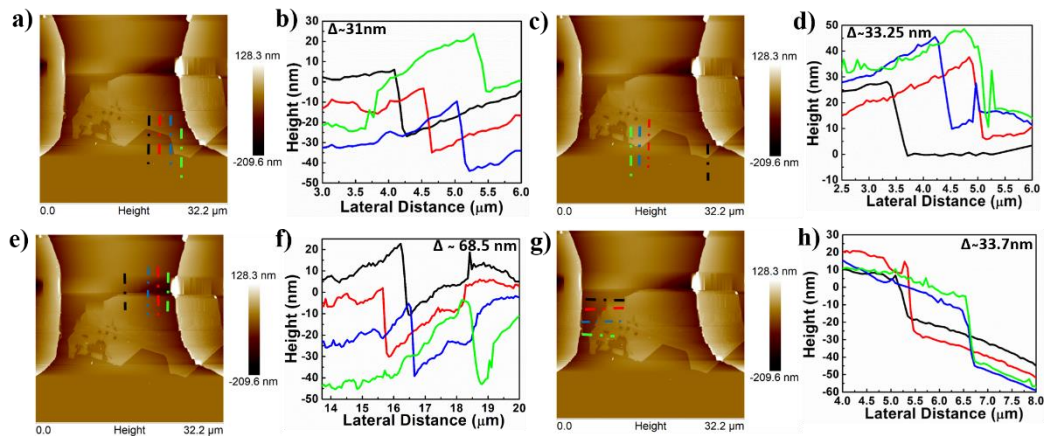 a)
128.3 nm
-209.6 nm
0.0 Height 32.2 µm
b)
Δ~31nm
Height (nm)
50
40
30
20
10
0
-10
-20
-30
-40
-50
3.0 3.5 4.0 4.5 5.0 5.5 6.0
Lateral Distance (µm)
c)
128.3 nm
-209.6 nm
0.0 Height 32.2 µm
d)
Δ~33.25 nm
Height (nm)
50
40
30
20
10
0
-10
2.5 3.0 3.5 4.0 4.5 5.0 5.5 6.0
Lateral Distance (µm)
e)
128.3 nm
-209.6 nm
0.0 Height 32.2 µm
f)
Δ ~ 68.5 nm
Height (nm)
20
10
0
-10
-20
-30
-40
-50
14 15 16 17 18 19 20
Lateral Distance (µm)
g)
128.3 nm
-209.6 nm
0.0 Height 32.2 µm
h)
Δ~33.7nm
Height (nm)
30
20
10
0
-10
-20
-30
-40
-50
-60
4.0 4.5 5.0 5.5 6.0 6.5 7.0 7.5 8.0
Lateral Distance (µm)